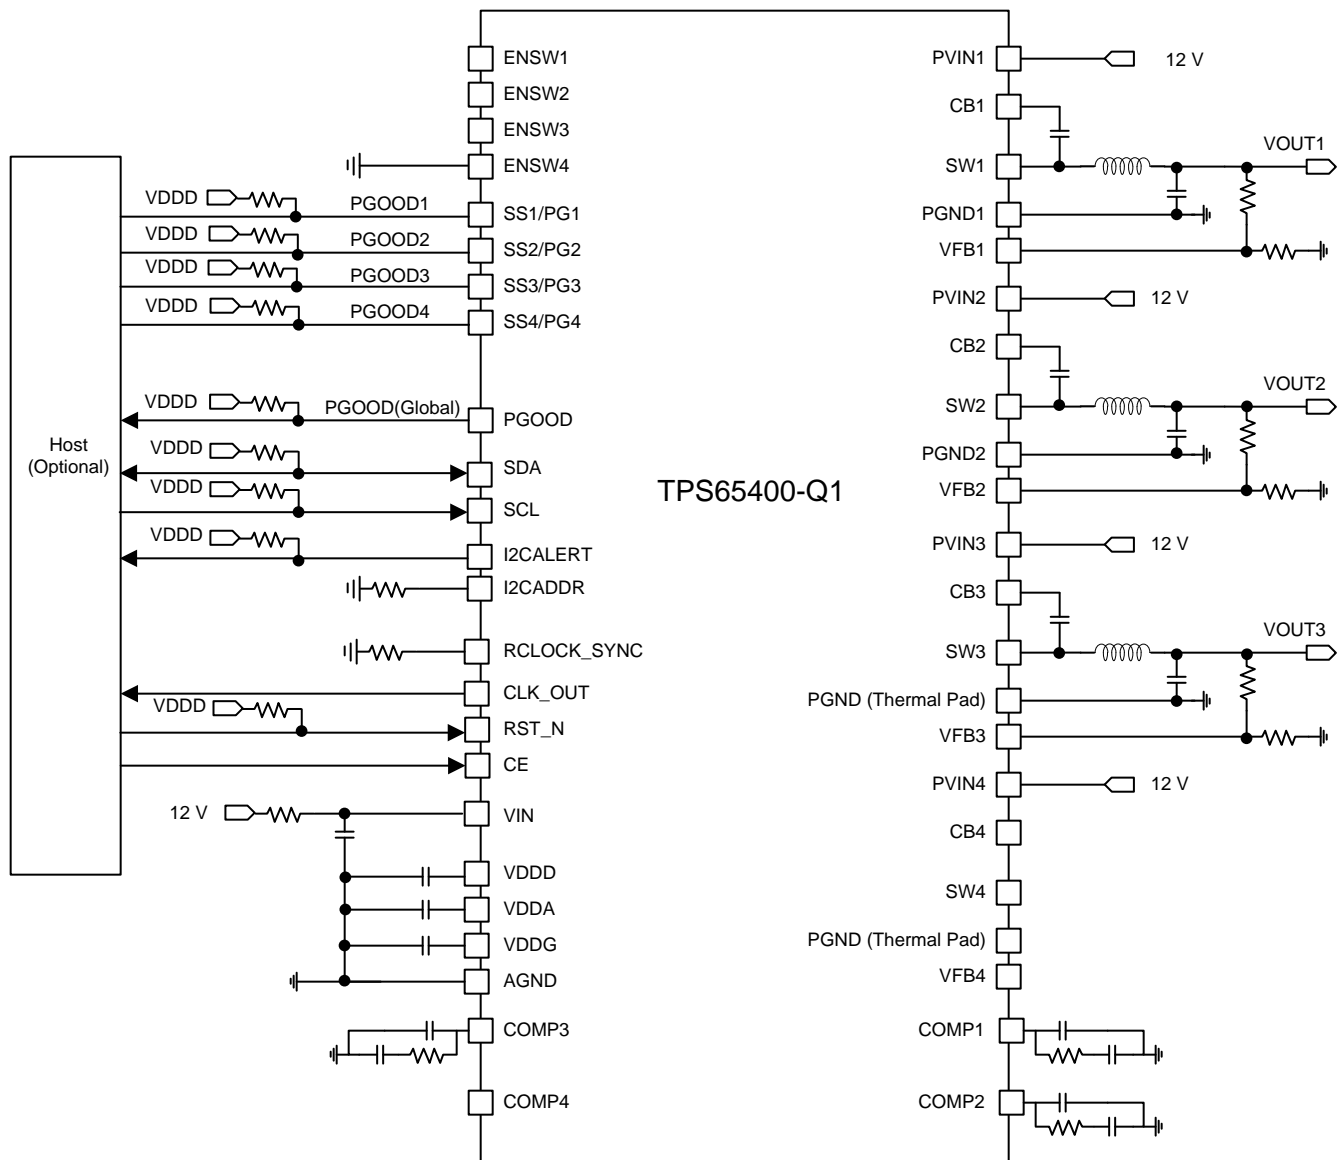 ENSW1
ENSW2
ENSW3
ENSW4
VDDD
PGOOD1
SS1/PG1
VDDD
PGOOD2
SS2/PG2
VDDD
PGOOD3
SS3/PG3
VDDD
PGOOD4
SS4/PG4
VDDD
PGOOD(Global)
PGOOD
Host
(Optional)
VDDD
SDA
VDDD
SCL
VDDD
I2CALERT
I2CADDR
RCLOCK_SYNC
CLK_OUT
VDDD
RST_N
CE
12 V
VIN
VDDD
VDDA
VDDG
AGND
COMP3
COMP4
TPS65400-Q1
PVIN1
12 V
CB1
VOUT1
SW1
PGND1
VFB1
PVIN2
12 V
CB2
VOUT2
SW2
PGND2
VFB2
PVIN3
12 V
CB3
VOUT3
SW3
PGND (Thermal Pad)
VFB3
PVIN4
12 V
CB4
SW4
PGND (Thermal Pad)
VFB4
COMP1
COMP2